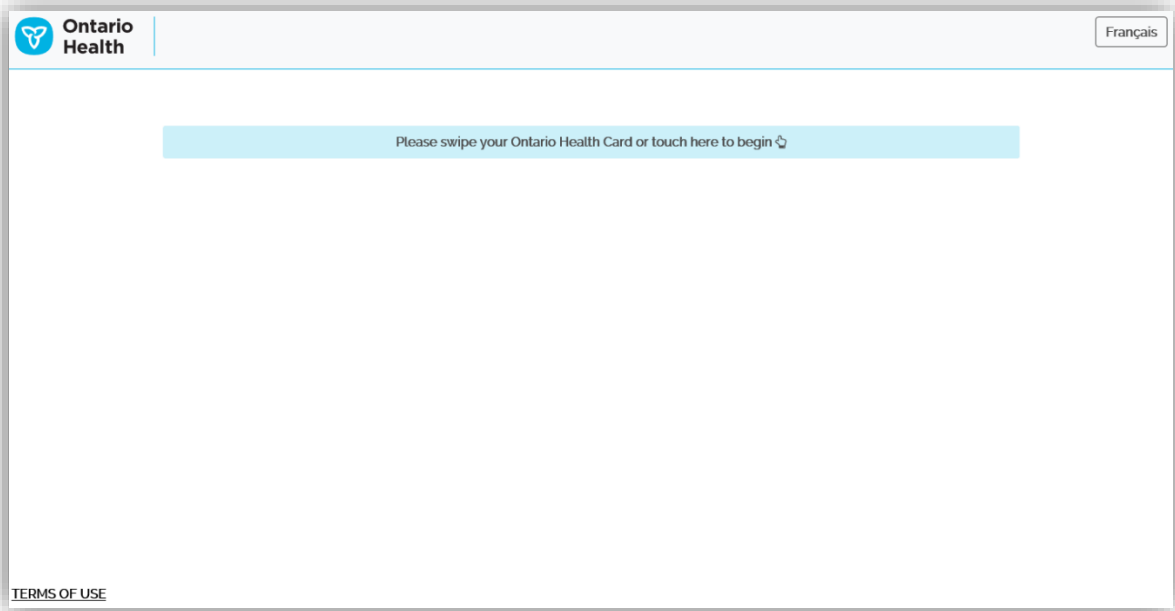 Ontario
Health
Français
Please swipe your Ontario Health Card or touch here to begin
TERMS OF USE